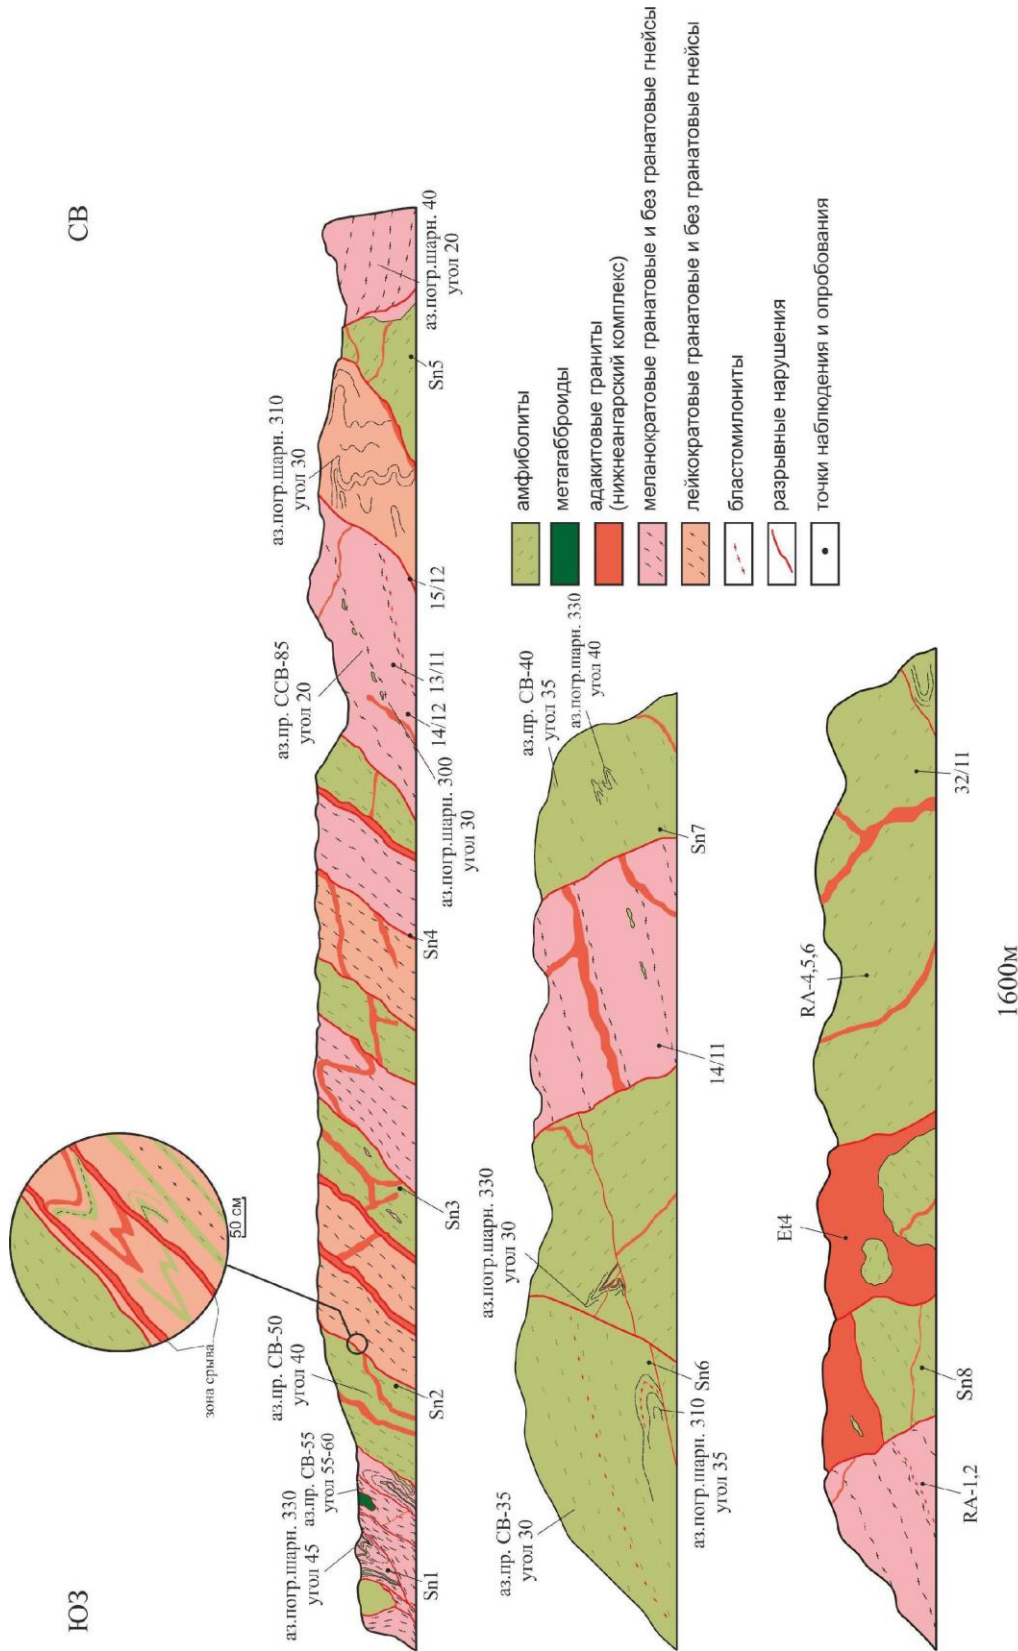 ЮЗ
СВ
зона срыва
50 см
аз.погр.шарн. 330
угол 45
аз.пр. СВ-55
угол 55-60
аз.пр. СВ-50
угол 40
аз.пр. ССВ-85
угол 20
аз.погр.шарн. 310
угол 30
аз.погр.шарн. 40
угол 20
Sn1
Sn2
Sn3
Sn4
аз.погр.шарн. 300
угол 30
14/12
13/11
15/12
Sn5
аз.пр. СВ-35
угол 30
аз.погр.шарн. 330
угол 30
аз.пр. СВ-40
угол 35
аз.погр.шарн. 330
угол 40
аз.погр.шарн. 310
угол 35
Sn6
14/11
Sn7
RA-1,2
Sn8
Et4
RA-4,5,6
32/11
1600м
амфиболиты
метагабброиды
адакитовые граниты
(нижнеангарский комплекс)
меланократовые гранатовые и без гранатовые гнейсы
лейкократовые гранатовые и без гранатовые гнейсы
бластомилониты
разрывные нарушения
точки наблюдения и опробования